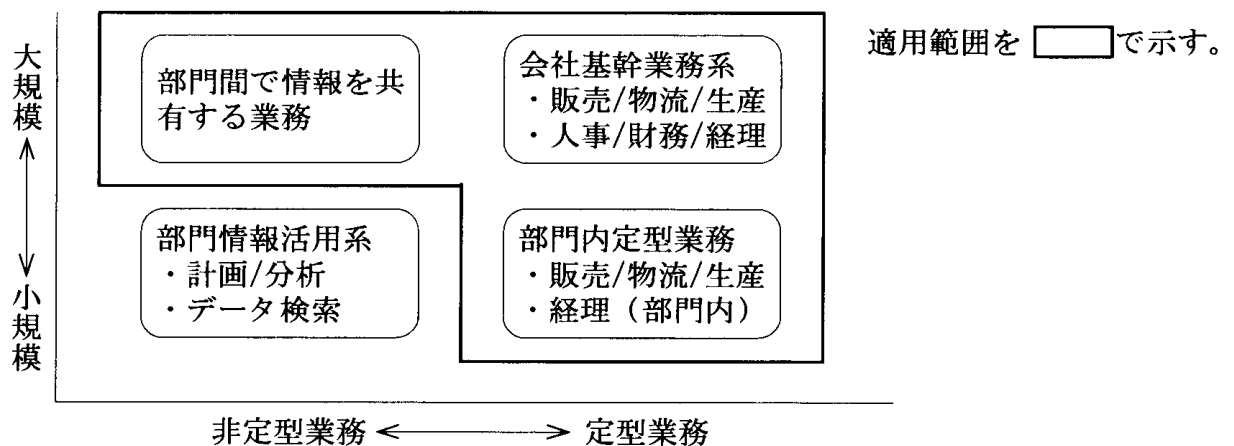 適用範囲を で示す。
大規模
小規模
部門間で情報を共
有する業務
会社基幹業務系
・販売/物流/生産
・人事/財務/経理
部門情報活用系
・計画/分析
・データ検索
部門内定型業務
・販売/物流/生産
・経理（部門内）
非定型業務
定型業務